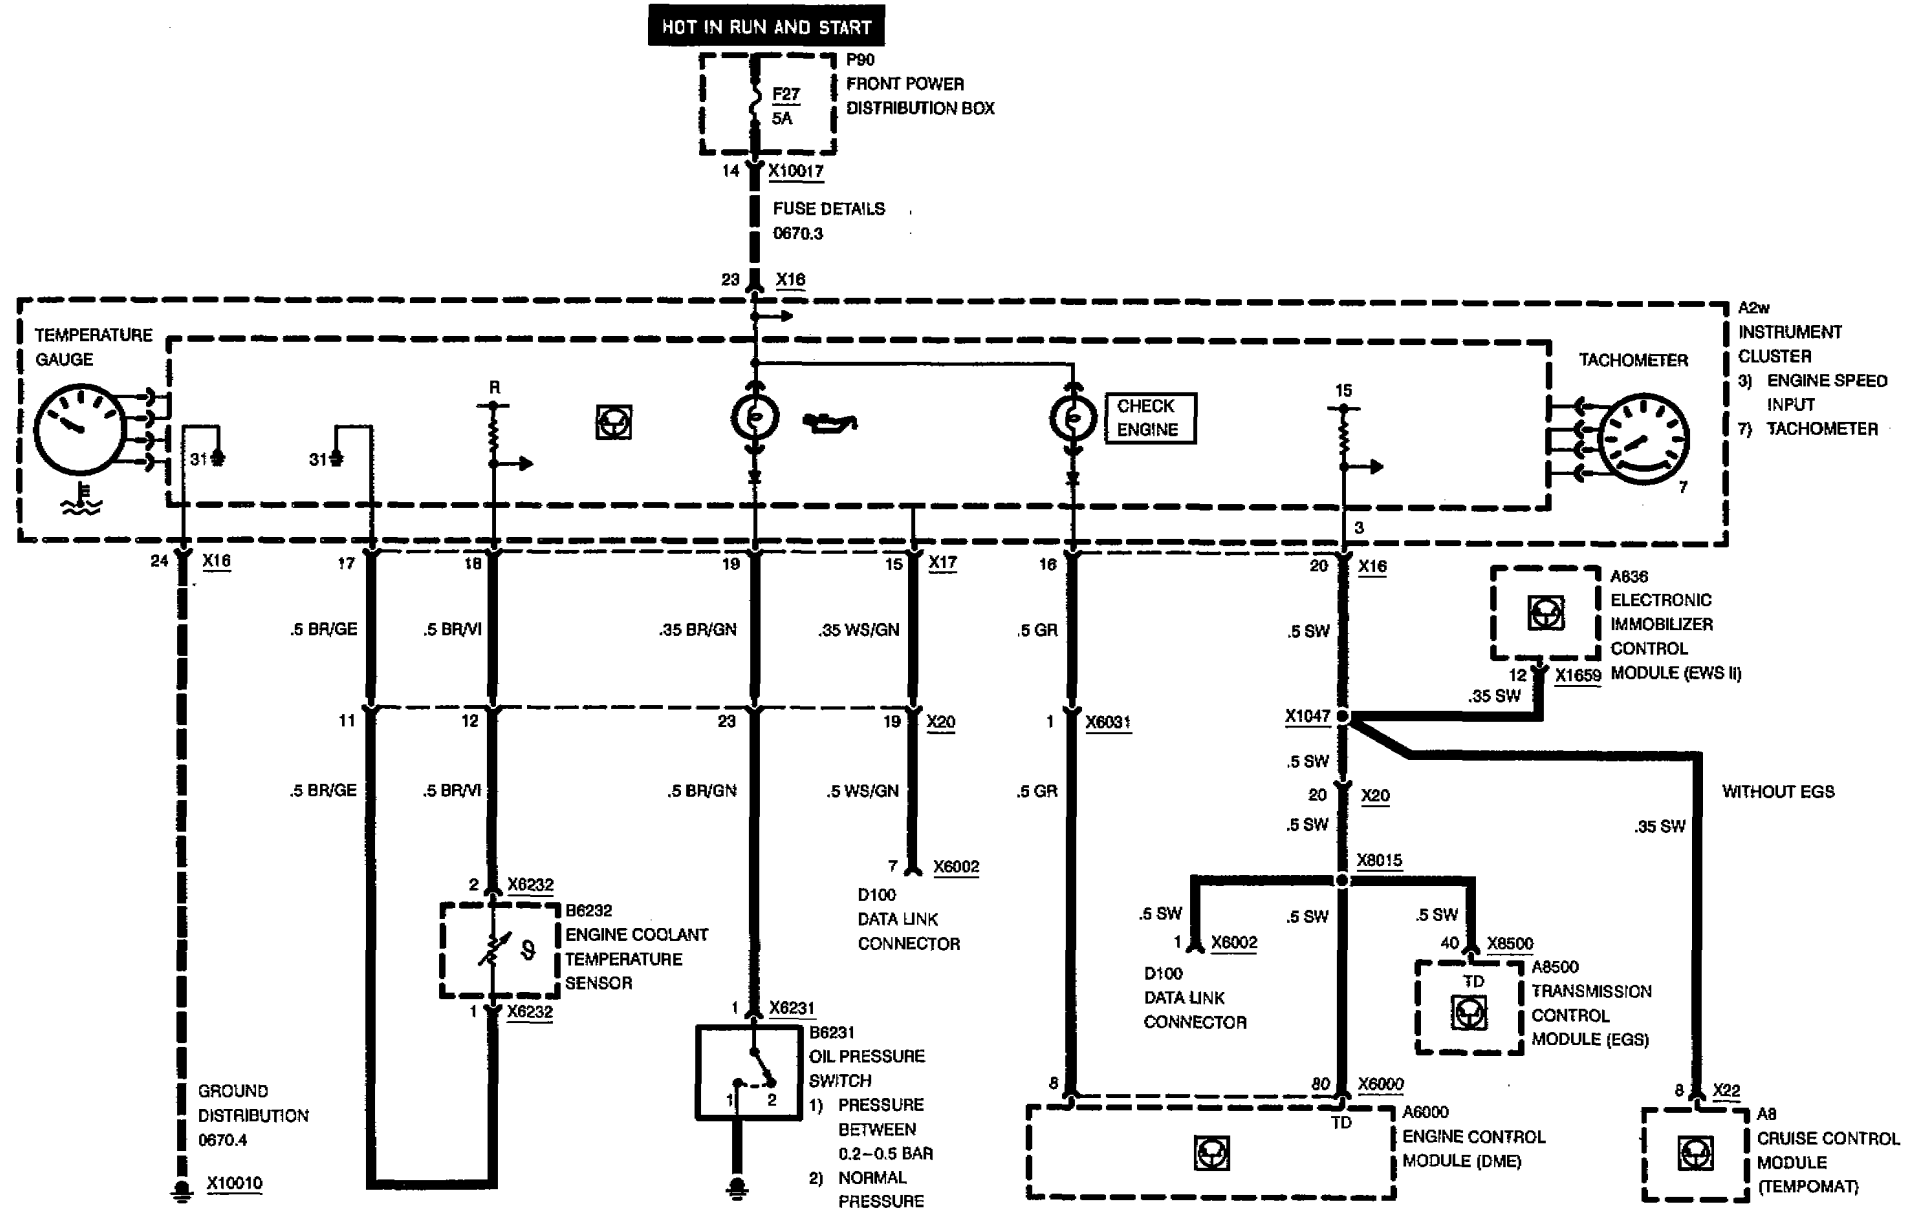 HOT IN RUN AND START
P90
FRONT POWER
DISTRIBUTION BOX
F27
5A
14 X10017
FUSE DETAILS
0670.3
23 X16
TEMPERATURE
GAUGE
A2w
INSTRUMENT
CLUSTER
3) ENGINE SPEED
INPUT
7) TACHOMETER
TACHOMETER
7
R
31
31
CHECK
ENGINE
15
3
24 X16
17
18
19
15 X17
16
20 X16
.5 BR/GE
.5 BR/VI
.35 BR/GN
.35 WS/GN
.5 GR
.5 SW
A836
ELECTRONIC
IMMOBILIZER
CONTROL
MODULE (EWS II)
12 X1659
.35 SW
11
12
23
19 X20
1 X6031
X1047
.5 SW
20 X20
.5 SW
WITHOUT EGS
.35 SW
.5 BR/GE
.5 BR/VI
.5 BR/GN
.5 WS/GN
.5 GR
7 X6002
D100
DATA LINK
CONNECTOR
X8015
.5 SW
.5 SW
.5 SW
1 X6002
D100
DATA LINK
CONNECTOR
40 X8500
TD
A8500
TRANSMISSION
CONTROL
MODULE (EGS)
2 X6232
B6232
ENGINE COOLANT
TEMPERATURE
SENSOR
ϑ
1 X6232
1 X6231
B6231
OIL PRESSURE
SWITCH
1) PRESSURE
BETWEEN
0.2–0.5 BAR
2) NORMAL
PRESSURE
1 2
GROUND
DISTRIBUTION
0670.4
X10010
8
80 X6000
TD
A6000
ENGINE CONTROL
MODULE (DME)
8 X22
A8
CRUISE CONTROL
MODULE
(TEMPOMAT)